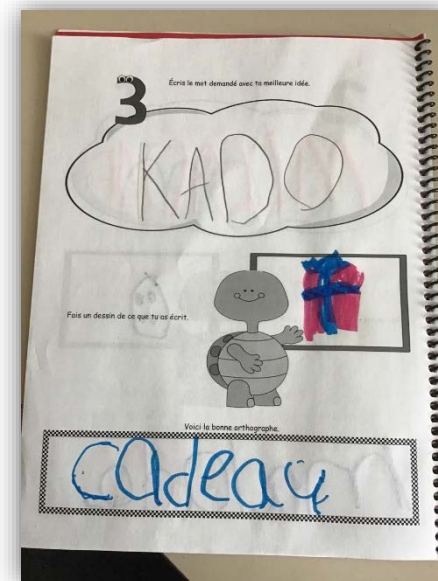 3
Écris le mot demandé avec ta meilleure idée.
KADO
Fais un dessin de ce que tu as écrit.
Voici la bonne orthographe.
cadeau